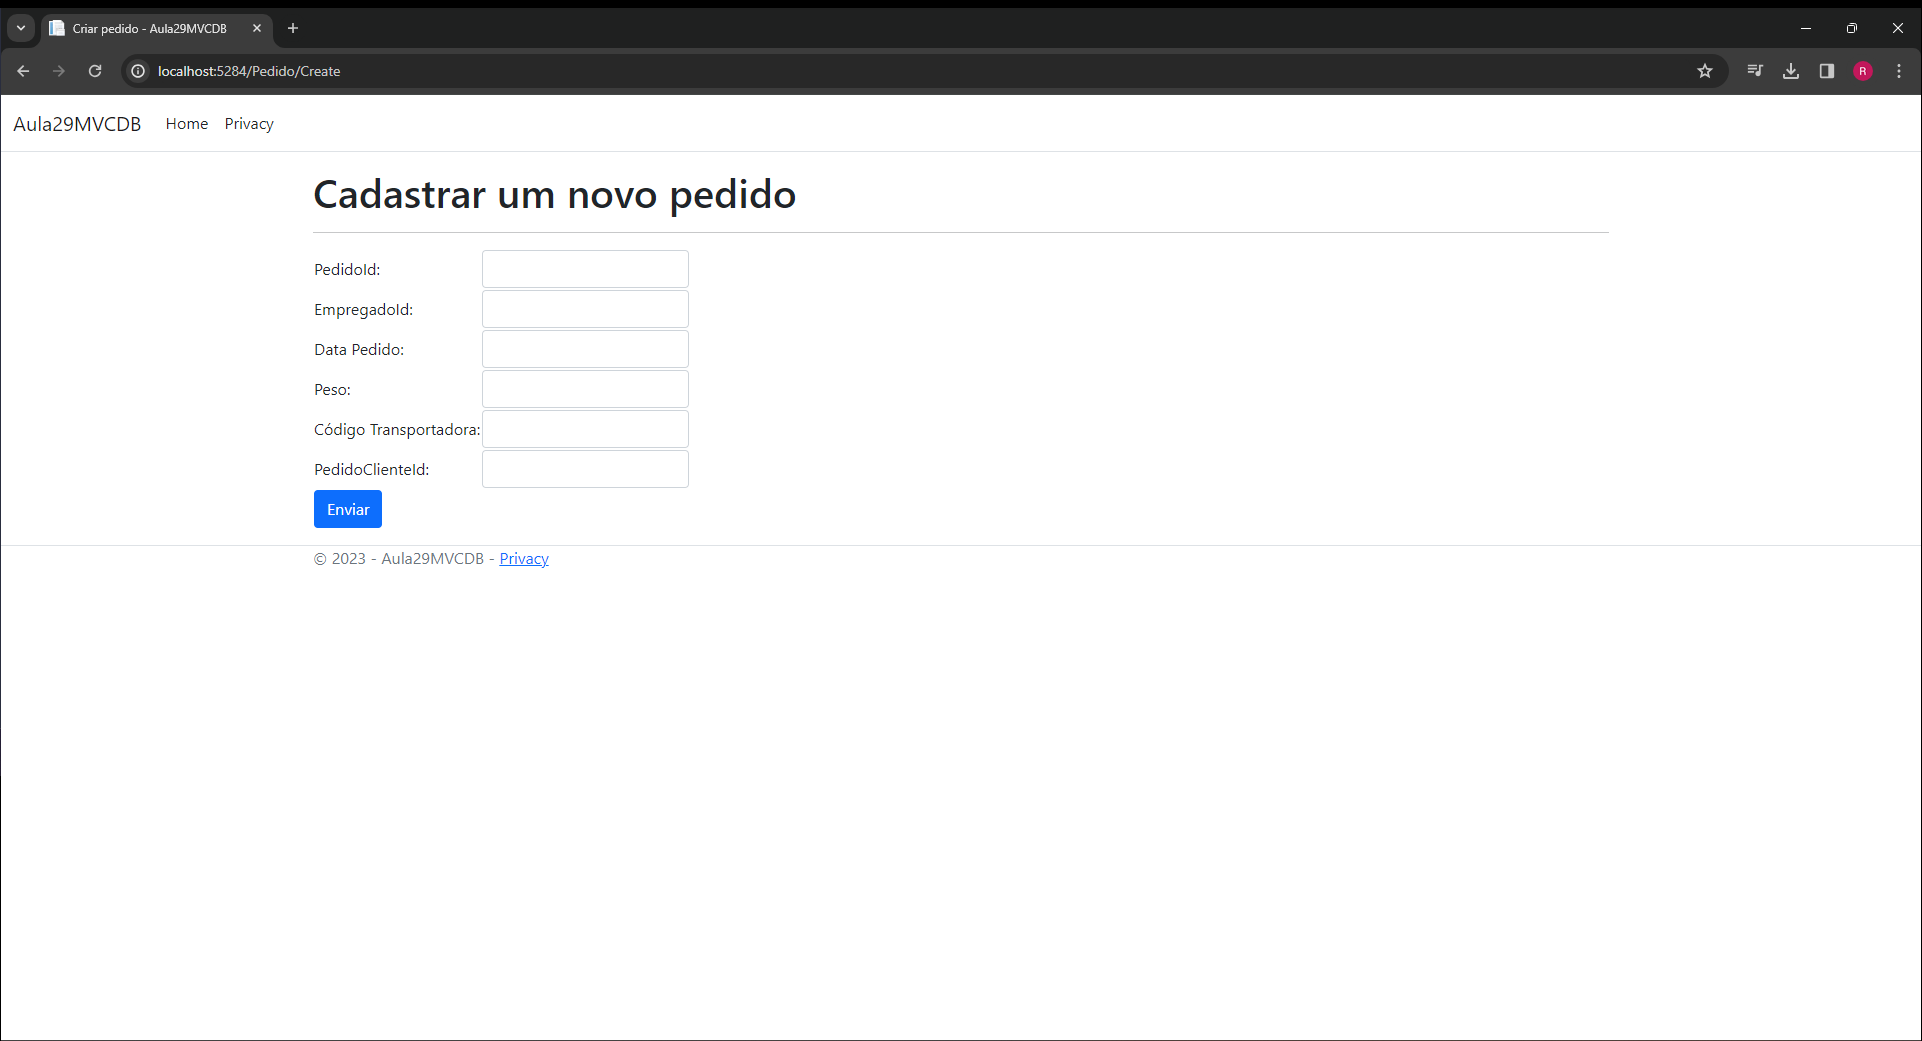 Criar pedido - Aula29MVCDB
localhost:5284/Pedido/Create
R
Aula29MVCDB Home Privacy
Cadastrar um novo pedido
PedidoId:
EmpregadoId:
Data Pedido:
Peso:
Código Transportadora:
PedidoClienteId:
Enviar
© 2023 - Aula29MVCDB - Privacy